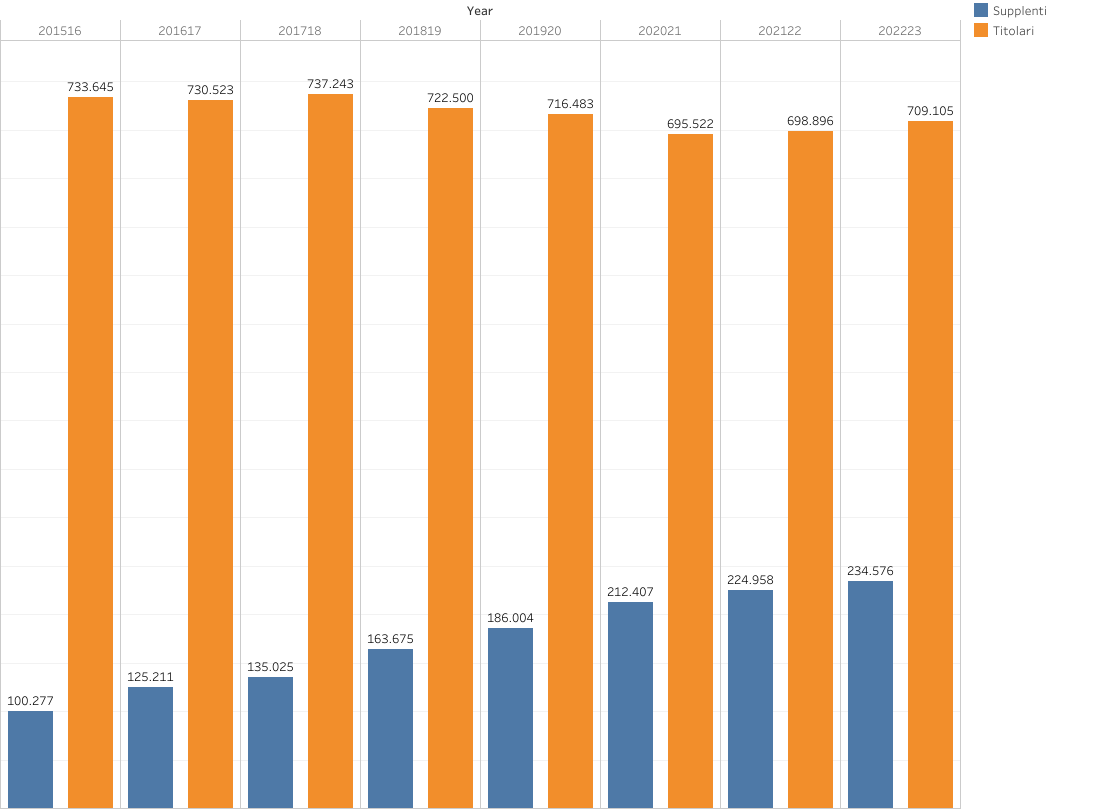 Year
Supplenti
Titolari
201516 201617 201718 201819 201920 202021 202122 202223
733.645 730.523 737.243 722.500 716.483 695.522 698.896 709.105
100.277 125.211 135.025 163.675 186.004 212.407 224.958 234.576